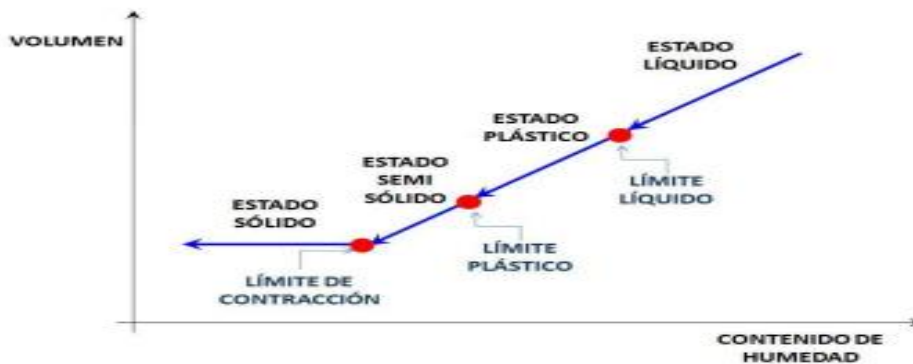 VOLUMEN
ESTADO
LÍQUIDO
ESTADO
PLÁSTICO
ESTADO
SEMI
SÓLIDO
ESTADO
SÓLIDO
LÍMITE
LÍQUIDO
LÍMITE
PLÁSTICO
LÍMITE DE
CONTRACCIÓN
CONTENIDO DE
HUMEDAD